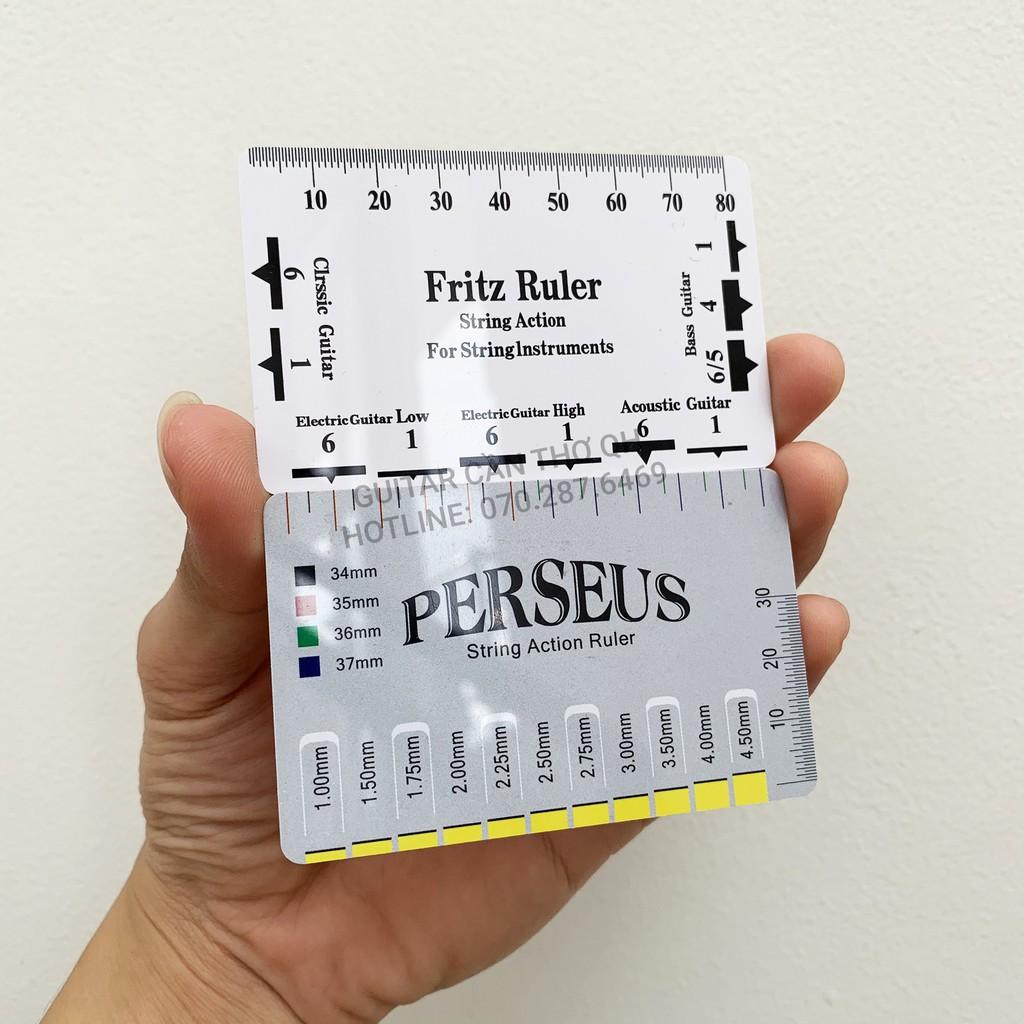 10 20 30 40 50 60 70 80
6
1
Clrssic Guitar
Fritz Ruler
String Action
For String Instruments
Bass Guitar
1
4
6/5
Electric Guitar Low
6 1
Electric Guitar High
6 1
Acoustic Guitar
6 1
GUITAR CẦN THƠ QH
HOTLINE: 070.287.6469
34mm
35mm
36mm
37mm
PERSEUS
String Action Ruler
30
20
10
1.00mm
1.50mm
1.75mm
2.00mm
2.25mm
2.50mm
2.75mm
3.00mm
3.50mm
4.00mm
4.50mm